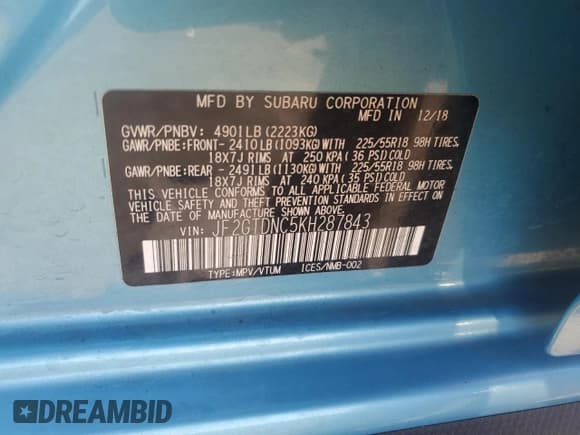 MFD BY SUBARU CORPORATION
MFD IN 12/18
GVWR/PNBV: 4901LB(2223KG)
GAWR/PNBE:FRONT-2410LB(1093KG)WITH 225/55R18 98H TIRES,
18X7J RIMS AT 250 KPA(36 PSI)COLD
GAWR/PNBE:REAR -2491LB(1130KG)WITH 225/55R18 98H TIRES,
18X7J RIMS AT 240 KPA(35 PSI)COLD
THIS VEHICLE CONFORMS TO ALL APPLICABLE FEDERAL MOTOR
VEHICLE SAFETY AND THEFT PREVENTION STANDARDS IN EFFECT ON
THE DATE OF MANUFACTURE SHOWN ABOVE.
VIN: JF2GTDNC5KH287843
TYPE:MPV/VTUM ICES/NMB-002
DREAMBID